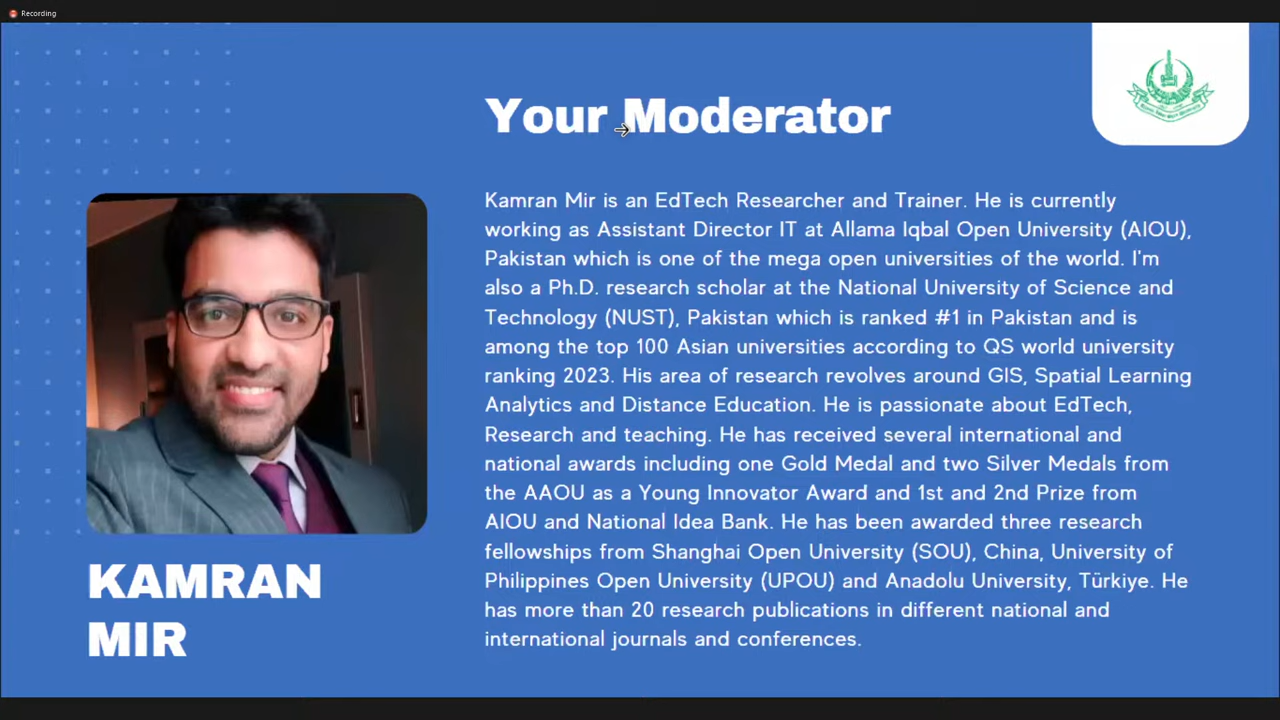 Recording
Your Moderator
Kamran Mir is an EdTech Researcher and Trainer. He is currently
working as Assistant Director IT at Allama Iqbal Open University (AIOU),
Pakistan which is one of the mega open universities of the world. I'm
also a Ph.D. research scholar at the National University of Science and
Technology (NUST), Pakistan which is ranked #1 in Pakistan and is
among the top 100 Asian universities according to QS world university
ranking 2023. His area of research revolves around GIS, Spatial Learning
Analytics and Distance Education. He is passionate about EdTech,
Research and teaching. He has received several international and
national awards including one Gold Medal and two Silver Medals from
the AAOU as a Young Innovator Award and 1st and 2nd Prize from
AIOU and National Idea Bank. He has been awarded three research
fellowships from Shanghai Open University (SOU), China, University of
Philippines Open University (UPOU) and Anadolu University, Türkiye. He
has more than 20 research publications in different national and
international journals and conferences.
KAMRAN
MIR